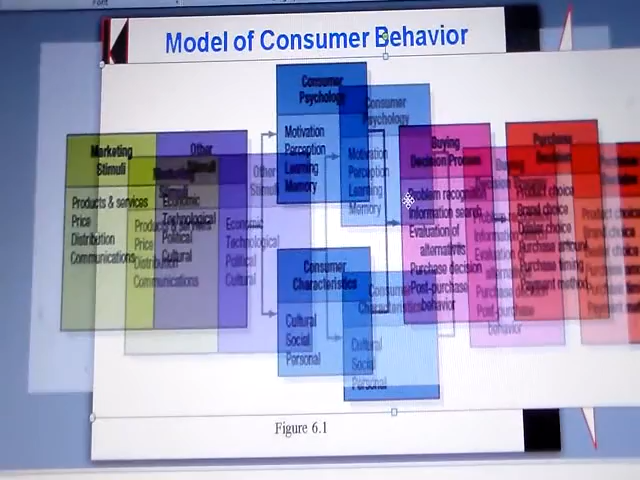 Model of Consumer Behavior
Marketing
Stimuli
Products & services
Price
Distribution
Communications
Other
Stimuli
Economic
Technological
Political
Cultural
Consumer
Psychology
Motivation
Perception
Learning
Memory
Consumer
Characteristics
Cultural
Social
Personal
Buying
Decision Process
Problem recognition
Information search
Evaluation of
alternatives
Purchase decision
Post-purchase
behavior
Purchase
Product choice
Brand choice
Dealer choice
Purchase amount
Purchase timing
Payment method
Figure 6.1